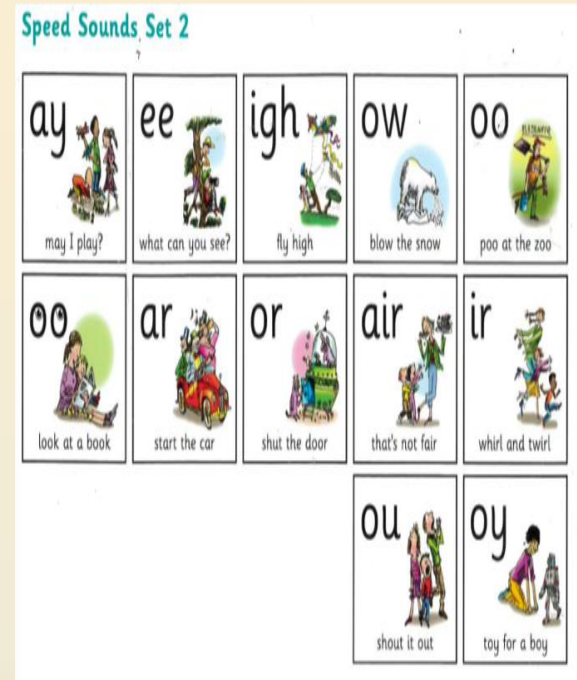 Speed Sounds Set 2
ay
may I play?
ee
what can you see?
igh
fly high
ow
blow the snow
oo
poo at the zoo
oo
look at a book
ar
start the car
or
shut the door
air
that's not fair
ir
whirl and twirl
ou
shout it out
oy
toy for a boy